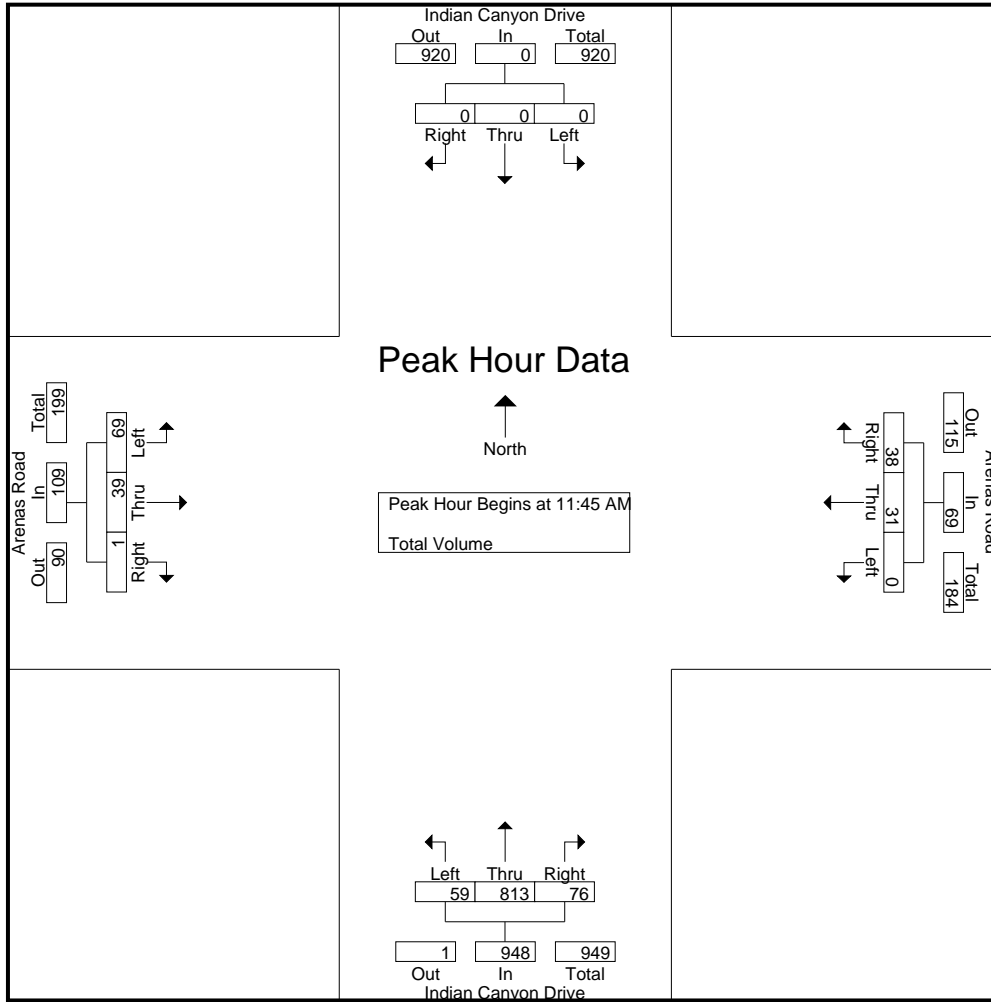 Indian Canyon Drive
Out In Total
920 0 920
0 0 0
Right Thru Left
Peak Hour Data
North
Peak Hour Begins at 11:45 AM
Total Volume
Arenas Road
Total In Out
199 109 90
69 39 1
Left Thru Right
Arenas Road
Out In Total
115 69 184
38 31 0
Right Thru Left
Left Thru Right
59 813 76
1 948 949
Out In Total
Indian Canyon Drive